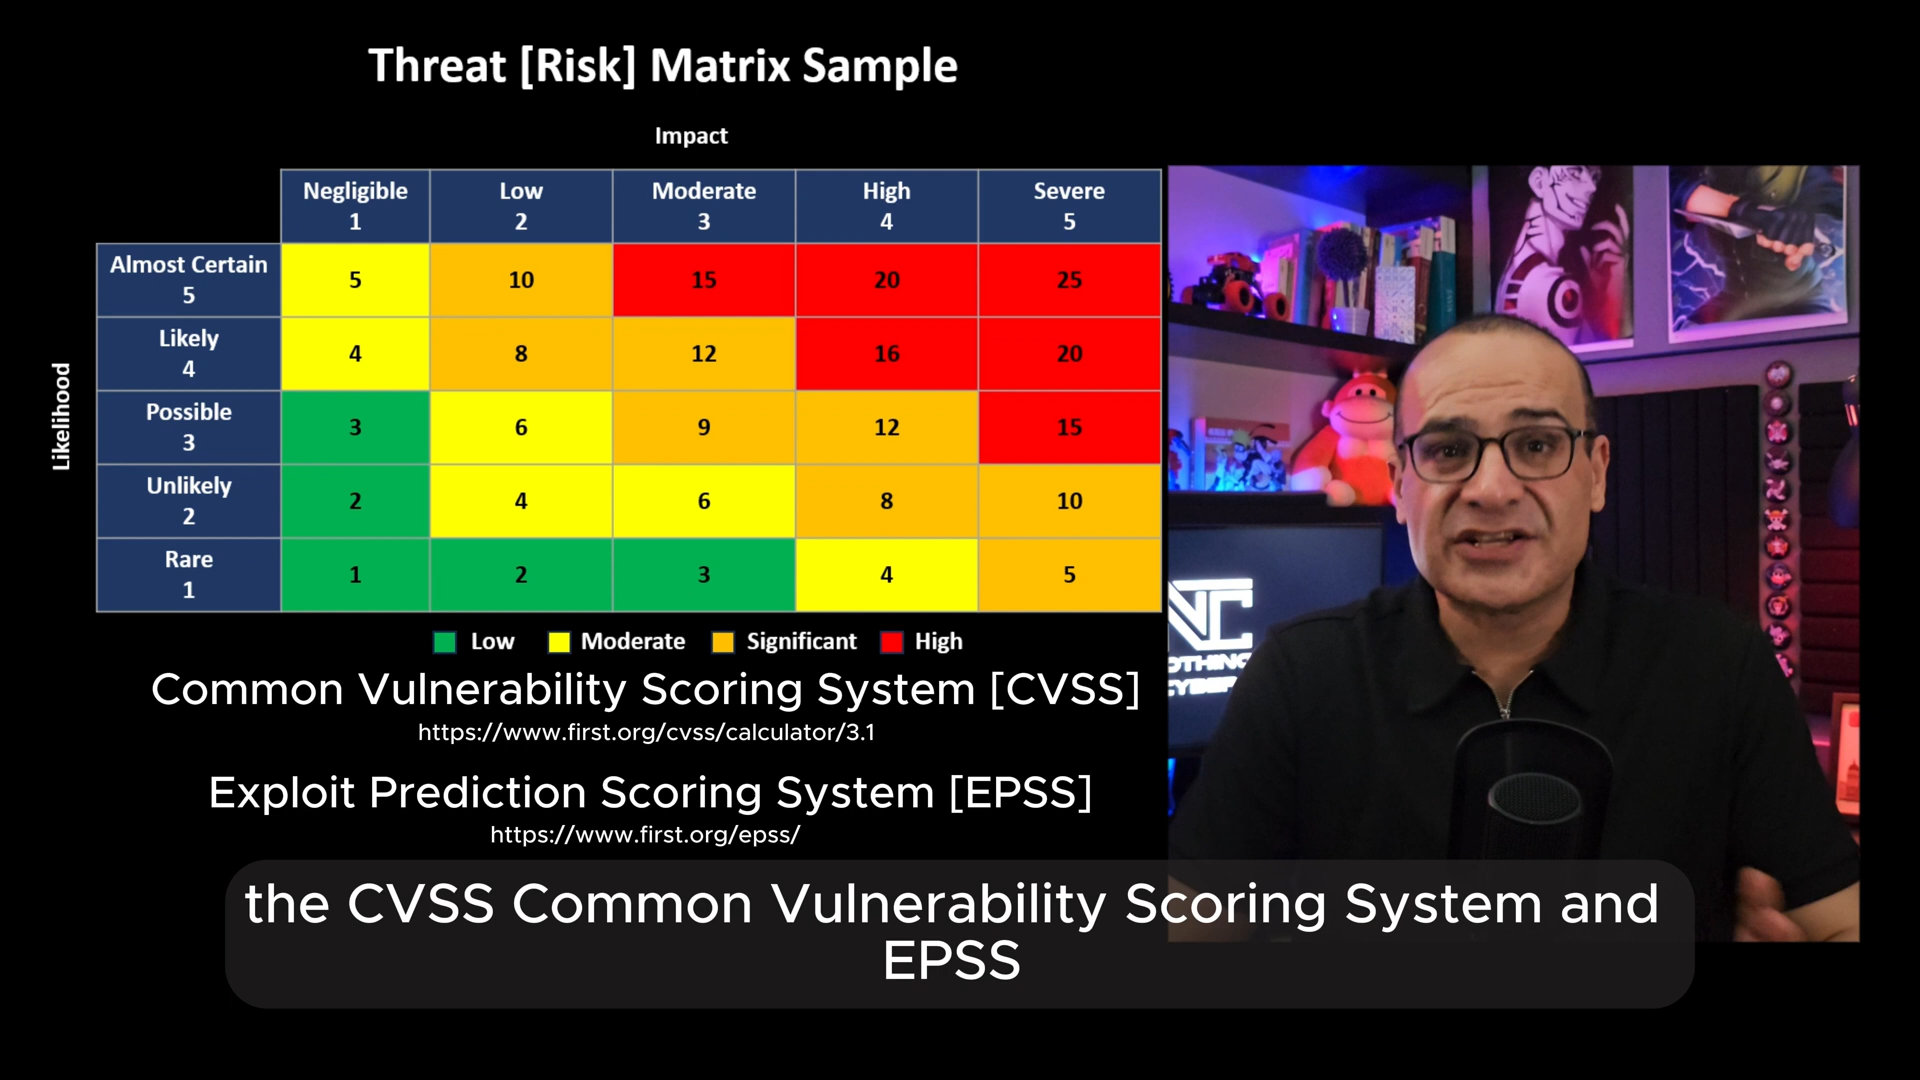 Threat [Risk] Matrix Sample
Impact
Negligible Low Moderate High Severe
1 2 3 4 5
Likelihood
Almost Certain
5 5 10 15 20 25
Likely
4 4 8 12 16 20
Possible
3 3 6 9 12 15
Unlikely
2 2 4 6 8 10
Rare
1 1 2 3 4 5
Low Moderate Significant High
Common Vulnerability Scoring System [CVSS]
https://www.first.org/cvss/calculator/3.1
Exploit Prediction Scoring System [EPSS]
https://www.first.org/epss/
NC
OTHING
CYBER
the CVSS Common Vulnerability Scoring System and
EPSS